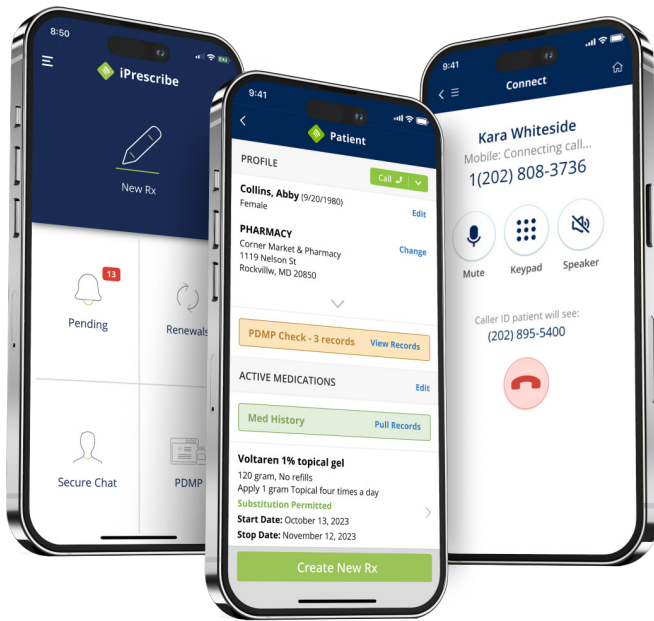 8:50
iPrescribe
New Rx
13
Pending
Renewals
Secure Chat
PDMP
9:41
Patient
PROFILE
Call
Collins, Abby (9/20/1980)
Edit
Female
PHARMACY
Corner Market & Pharmacy
Change
1119 Nelson St
Rockvillw, MD 20850
PDMP Check - 3 records
View Records
ACTIVE MEDICATIONS
Edit
Med History
Pull Records
Voltaren 1% topical gel
120 gram, No refills
Apply 1 gram Topical four times a day
Substitution Permitted
Start Date: October 13, 2023
Stop Date: November 12, 2023
Create New Rx
9:41
Connect
Kara Whiteside
Mobile: Connecting call...
1(202) 808-3736
Mute
Keypad
Speaker
Caller ID patient will see:
(202) 895-5400